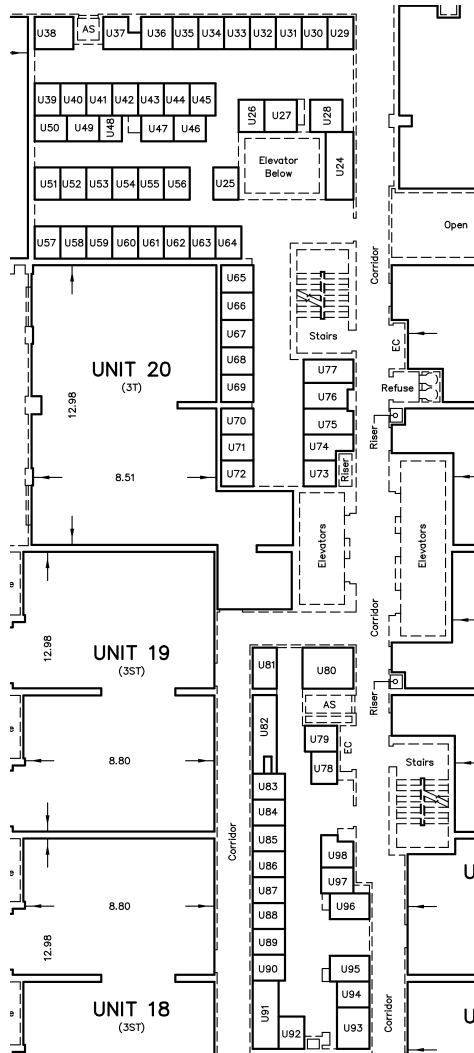 U38
AS
U37
U36
U35
U34
U33
U32
U31
U30
U29
U39
U40
U41
U42
U43
U44
U45
U50
U49
U48
U47
U46
U26
U27
U28
U24
Elevator
Below
U51
U52
U53
U54
U55
U56
U25
U57
U58
U59
U60
U61
U62
U63
U64
Open
Corridor
U65
U66
U67
U68
U69
U70
U71
U72
Stairs
EC
Refuse
Riser
U77
U76
U75
U74
U73
Riser
UNIT 20
(3T)
12.98
8.51
Elevators
Elevators
Corridor
UNIT 19
(3ST)
12.98
8.80
U81
U80
Riser
AS
U82
U79
EC
U78
Stairs
U83
U84
U85
U86
U87
U88
U89
U90
U91
U92
Corridor
U98
U97
U96
U95
U94
U93
Corridor
8.80
12.98
UNIT 18
(3ST)